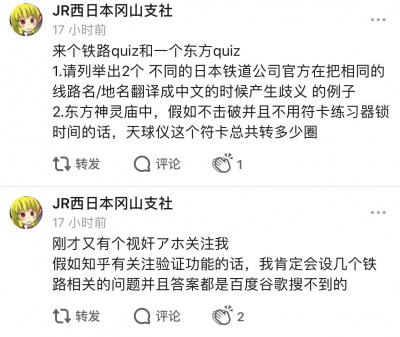 JR西日本冈山支社
17 小时前
来个铁路quiz和一个东方quiz
1.请列举出2个 不同的日本铁道公司官方在把相同的
线路名/地名翻译成中文的时候产生歧义 的例子
2.东方神灵庙中，假如不击破并且不用符卡练习器锁
时间的话，天球仪这个符卡总共转多少圈
转发 评论 1
JR西日本冈山支社
17 小时前
刚才又有个视奸アホ关注我
假如知乎有关注验证功能的话，我肯定会设几个铁
路相关的问题并且答案都是百度谷歌搜不到的
转发 评论 2